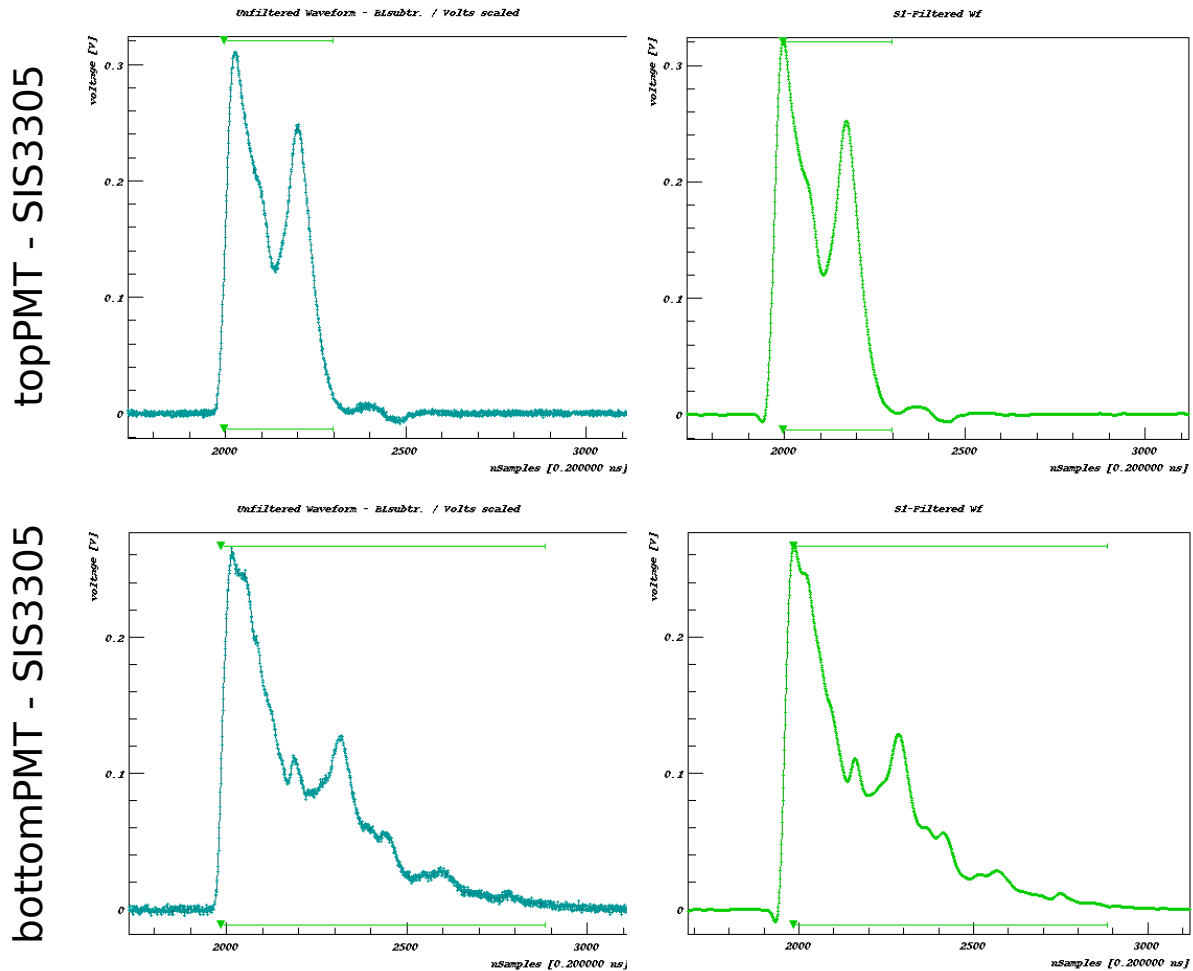 topPMT - SIS3305
Unfiltered Waveform - BLsubtr. / Volts scaled
voltage [V]
0.3
0.2
0.1
0
2000 2500 3000
nSamples [0.200000 ns]
S1-Filtered Wf
voltage [V]
0.3
0.2
0.1
0
2000 2500 3000
nSamples [0.200000 ns]
bottomPMT - SIS3305
Unfiltered Waveform - BLsubtr. / Volts scaled
voltage [V]
0.2
0.1
0
2000 2500 3000
nSamples [0.200000 ns]
S1-Filtered Wf
voltage [V]
0.2
0.1
0
2000 2500 3000
nSamples [0.200000 ns]